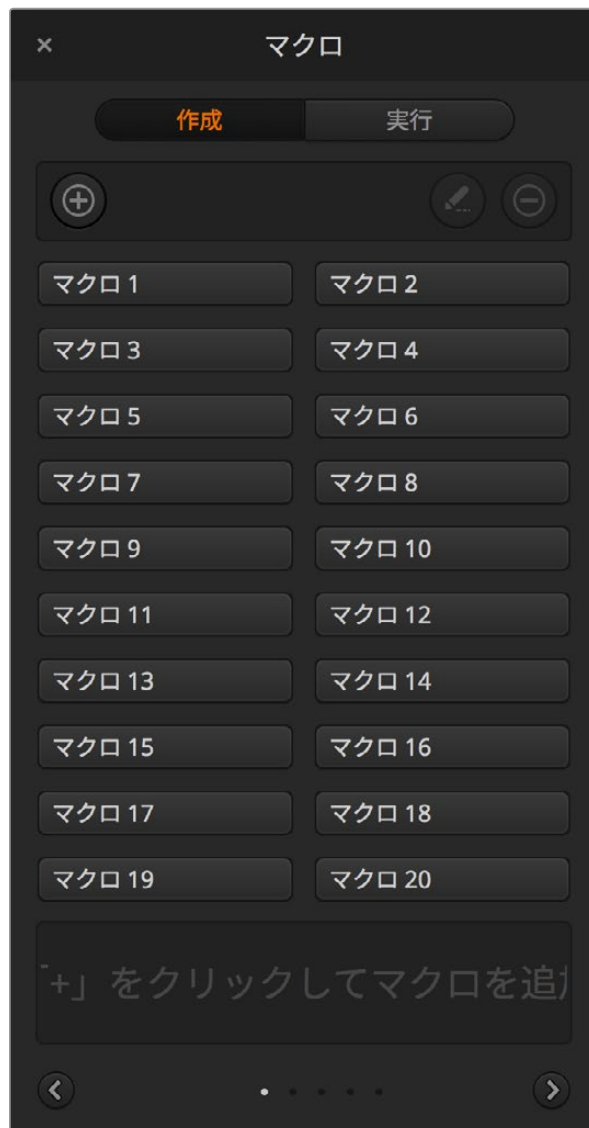 マクロ
作成 実行
マクロ 1 マクロ 2
マクロ 3 マクロ 4
マクロ 5 マクロ 6
マクロ 7 マクロ 8
マクロ 9 マクロ 10
マクロ 11 マクロ 12
マクロ 13 マクロ 14
マクロ 15 マクロ 16
マクロ 17 マクロ 18
マクロ 19 マクロ 20
「+」をクリックしてマクロを追